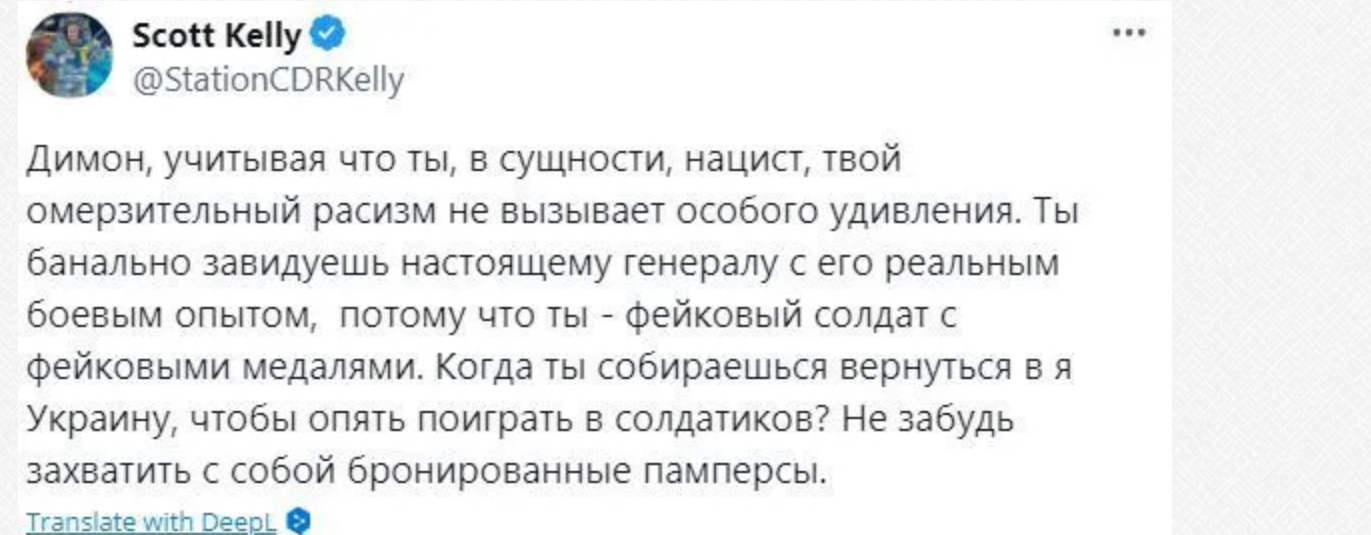 Scott Kelly
@StationCDRKelly
Димон, учитывая что ты, в сущности, нацист, твой
омерзительный расизм не вызывает особого удивления. Ты
банально завидуешь настоящему генералу с его реальным
боевым опытом,  потому что ты - фейковый солдат с
фейковыми медалями. Когда ты собираешься вернуться в я
Украину, чтобы опять поиграть в солдатиков? Не забудь
захватить с собой бронированные памперсы.
Translate with DeepL